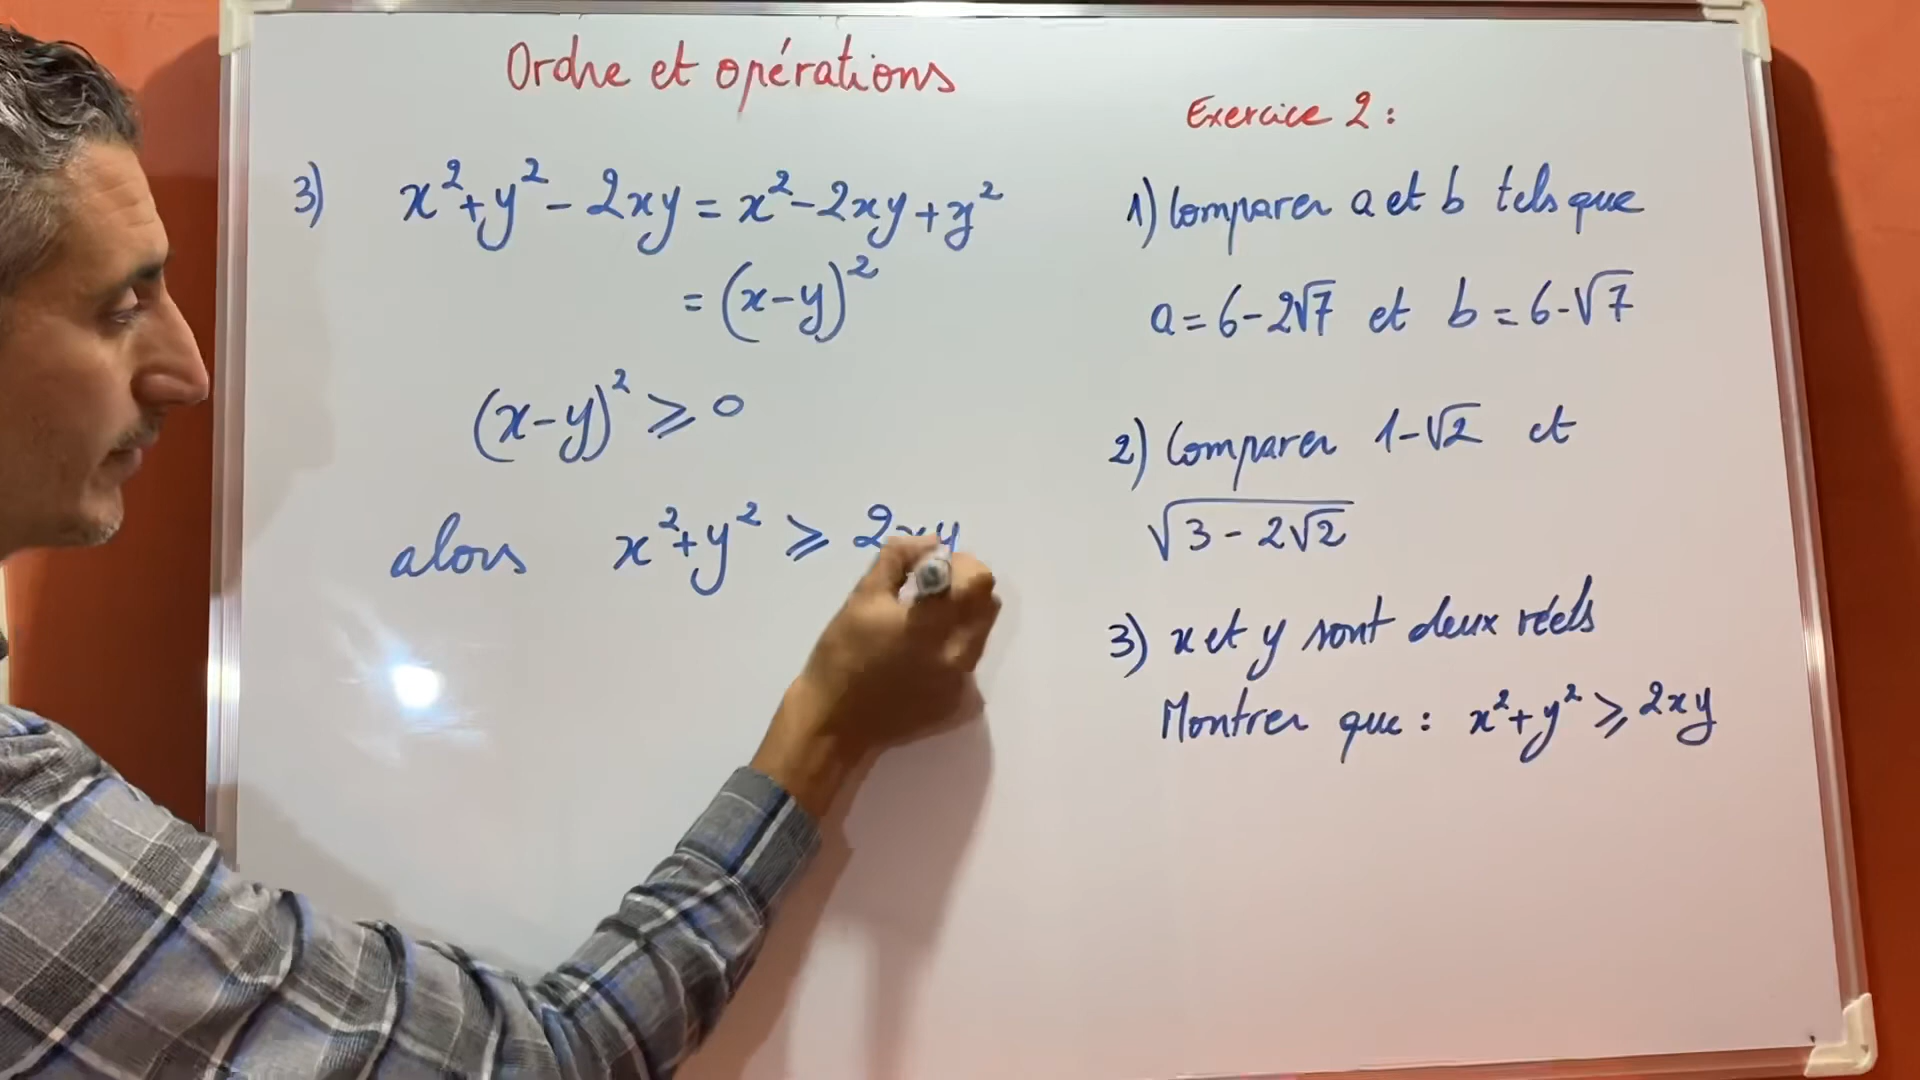 Ordre et opérations
3) x²+y²-2xy = x²-2xy+y²
= (x-y)²
(x-y)² ⩾ 0
alors x²+y² ⩾ 2xy
Exercice 2 :
1) Comparer a et b tels que
a = 6-2√7 et b = 6-√7
2) Comparer 1-√2 et
√(3-2√2)
3) x et y sont deux réels
Montrer que : x²+y² ⩾ 2xy